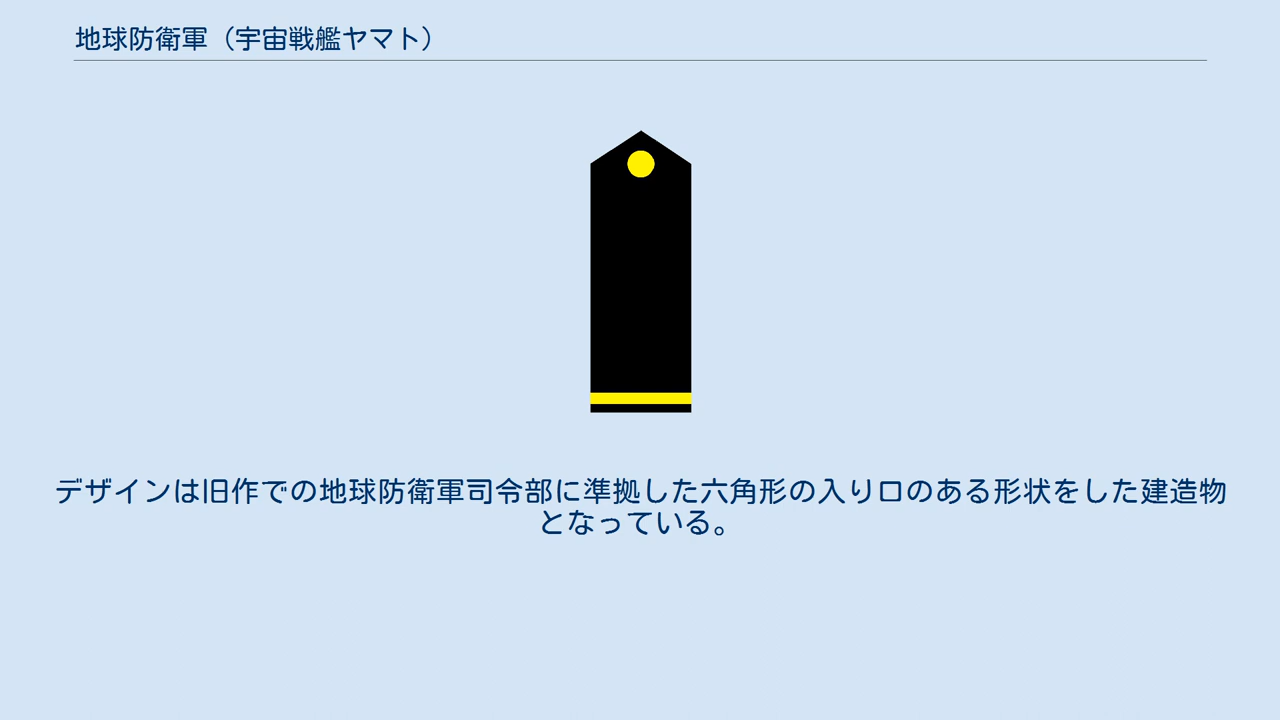 地球防衛軍（宇宙戦艦ヤマト）
デザインは旧作での地球防衛軍司令部に準拠した六角形の入り口のある形状をした建造物
となっている。